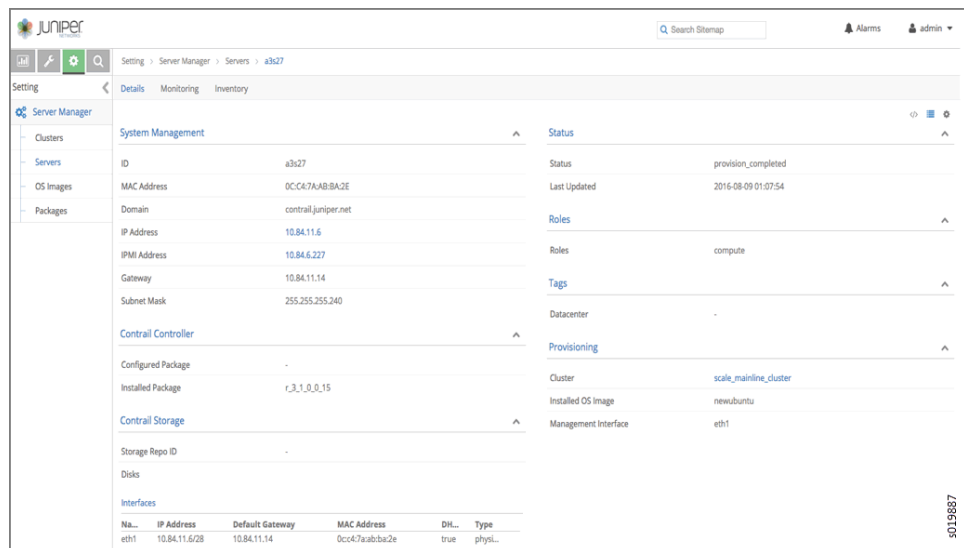 JUNIPER
NETWORKS
Search Sitemap
Alarms
admin
Setting > Server Manager > Servers > a3s27
Setting
Details Monitoring Inventory
Server Manager
Clusters
Servers
OS Images
Packages
System Management
ID a3s27
MAC Address 0C:C4:7A:AB:BA:2E
Domain contrail.juniper.net
IP Address 10.84.11.6
IPMI Address 10.84.6.227
Gateway 10.84.11.14
Subnet Mask 255.255.255.240
Contrail Controller
Configured Package -
Installed Package r_3_1_0_0_15
Contrail Storage
Storage Repo ID -
Disks
Interfaces
Na... IP Address Default Gateway MAC Address DH... Type
eth1 10.84.11.6/28 10.84.11.14 0c:c4:7a:ab:ba:2e true physi...
Status
Status provision_completed
Last Updated 2016-08-09 01:07:54
Roles
Roles compute
Tags
Datacenter -
Provisioning
Cluster scale_mainline_cluster
Installed OS Image newubuntu
Management Interface eth1
s019887